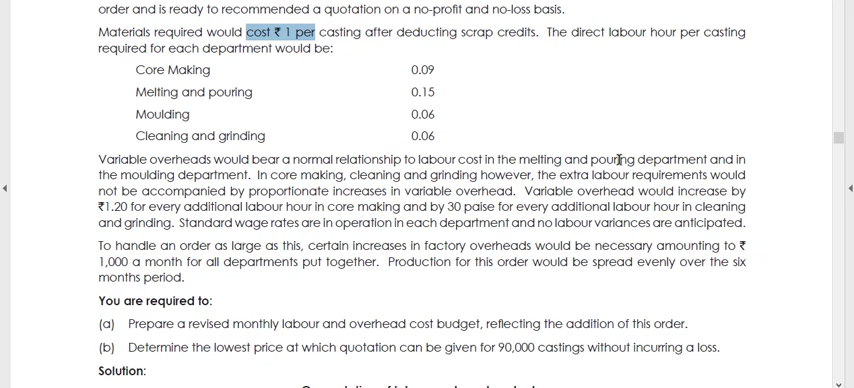 order and is ready to recommended a quotation on a no-profit and no-loss basis.
Materials required would cost ₹ 1 per casting after deducting scrap credits. The direct labour hour per casting
required for each department would be:
Core Making 0.09
Melting and pouring 0.15
Moulding 0.06
Cleaning and grinding 0.06
Variable overheads would bear a normal relationship to labour cost in the melting and pouring department and in
the moulding department. In core making, cleaning and grinding however, the extra labour requirements would
not be accompanied by proportionate increases in variable overhead. Variable overhead would increase by
₹1.20 for every additional labour hour in core making and by 30 paise for every additional labour hour in cleaning
and grinding. Standard wage rates are in operation in each department and no labour variances are anticipated.
To handle an order as large as this, certain increases in factory overheads would be necessary amounting to ₹
1,000 a month for all departments put together. Production for this order would be spread evenly over the six
months period.
You are required to:
(a) Prepare a revised monthly labour and overhead cost budget, reflecting the addition of this order.
(b) Determine the lowest price at which quotation can be given for 90,000 castings without incurring a loss.
Solution: